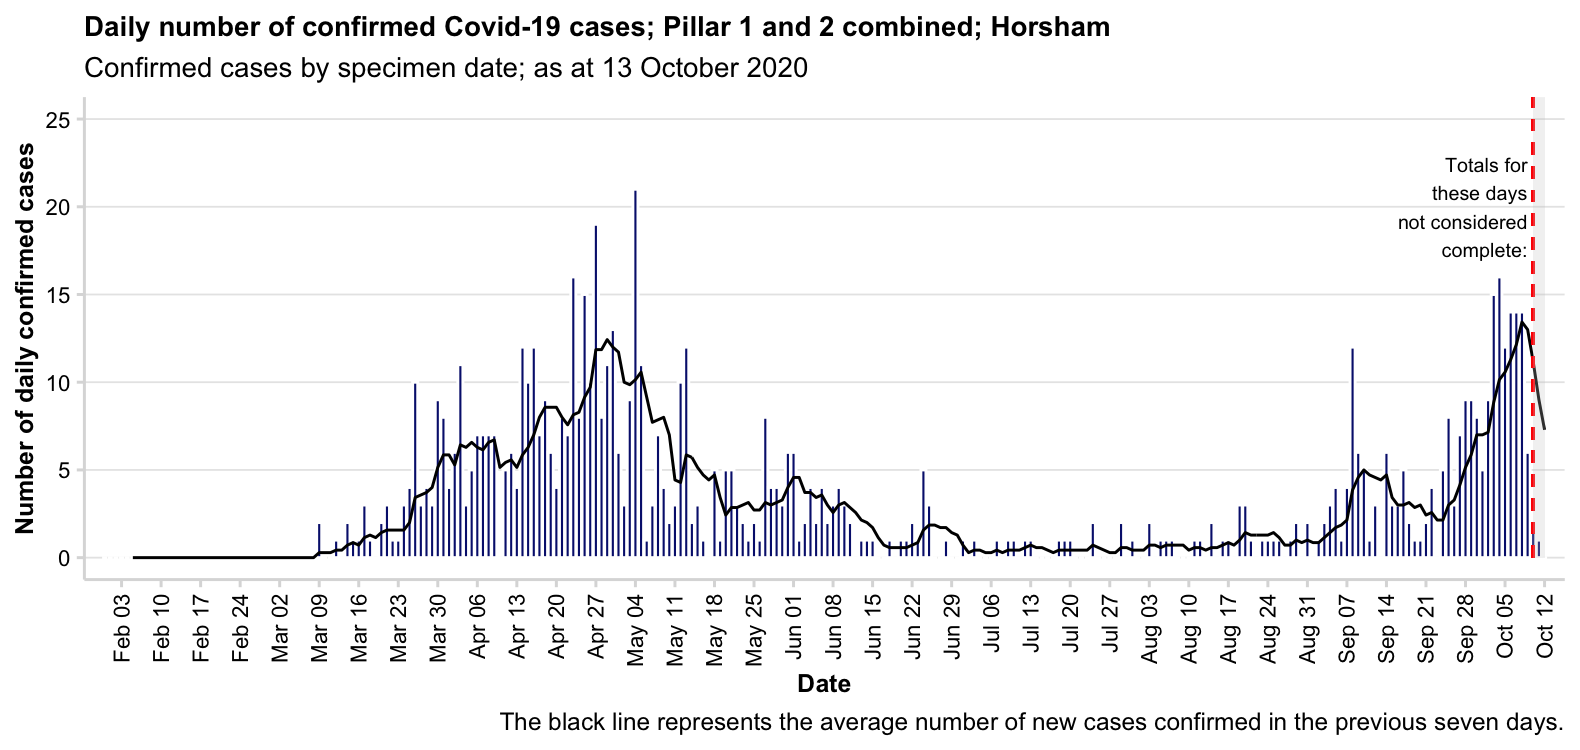 Daily number of confirmed Covid-19 cases; Pillar 1 and 2 combined; Horsham
Confirmed cases by specimen date; as at 13 October 2020
Number of daily confirmed cases
25
20
15
10
5
0
Totals for
these days
not considered
complete:
Feb 03
Feb 10
Feb 17
Feb 24
Mar 02
Mar 09
Mar 16
Mar 23
Mar 30
Apr 06
Apr 13
Apr 20
Apr 27
May 04
May 11
May 18
May 25
Jun 01
Jun 08
Jun 15
Jun 22
Jun 29
Jul 06
Jul 13
Jul 20
Jul 27
Aug 03
Aug 10
Aug 17
Aug 24
Aug 31
Sep 07
Sep 14
Sep 21
Sep 28
Oct 05
Oct 12
Date
The black line represents the average number of new cases confirmed in the previous seven days.